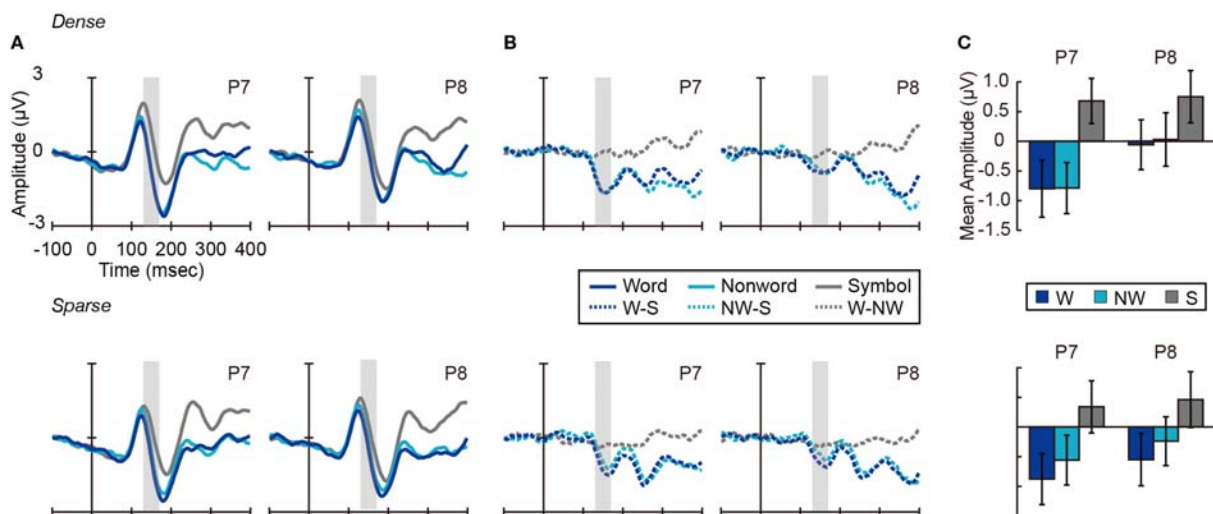 Dense
A
B
C
3
0
-3
Amplitude (µV)
P7
P8
P7
P8
-100 0 100 200 300 400
Time (msec)
P7 P8
1.0
0.5
0
-0.5
-1.0
-1.5
Mean Amplitude (µV)
Word Nonword Symbol
W-S NW-S W-NW
W NW S
Sparse
P7
P8
P7
P8
P7 P8